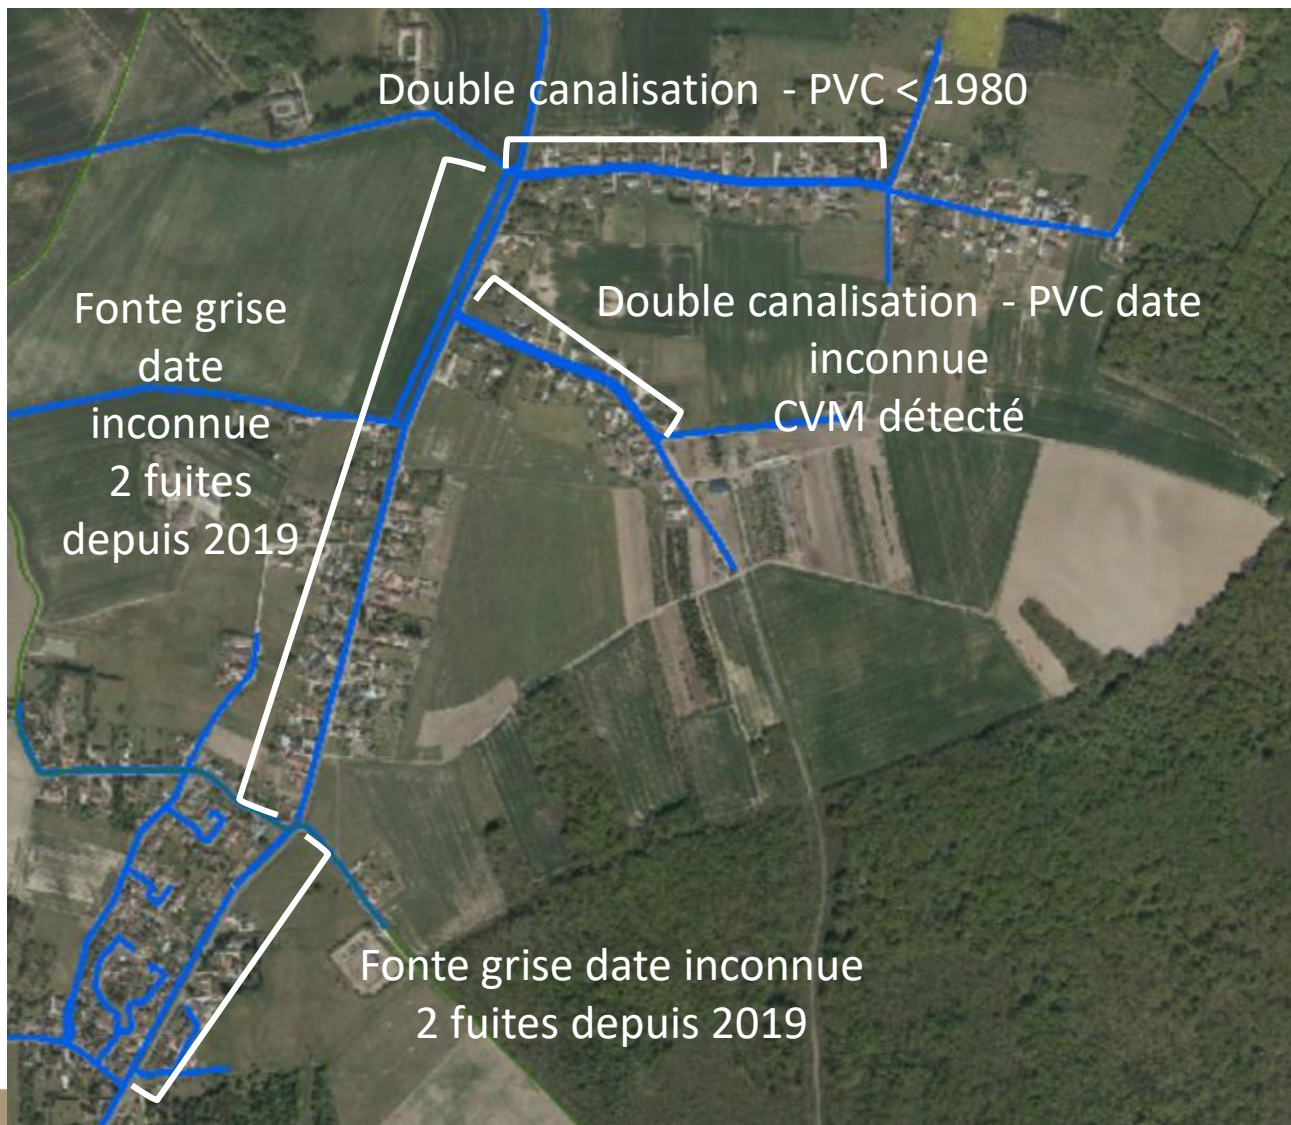 Double canalisation - PVC < 1980
Fonte grise
date
inconnue
2 fuites
depuis 2019
Double canalisation - PVC date
inconnue
CVM détecté
Fonte grise date inconnue
2 fuites depuis 2019